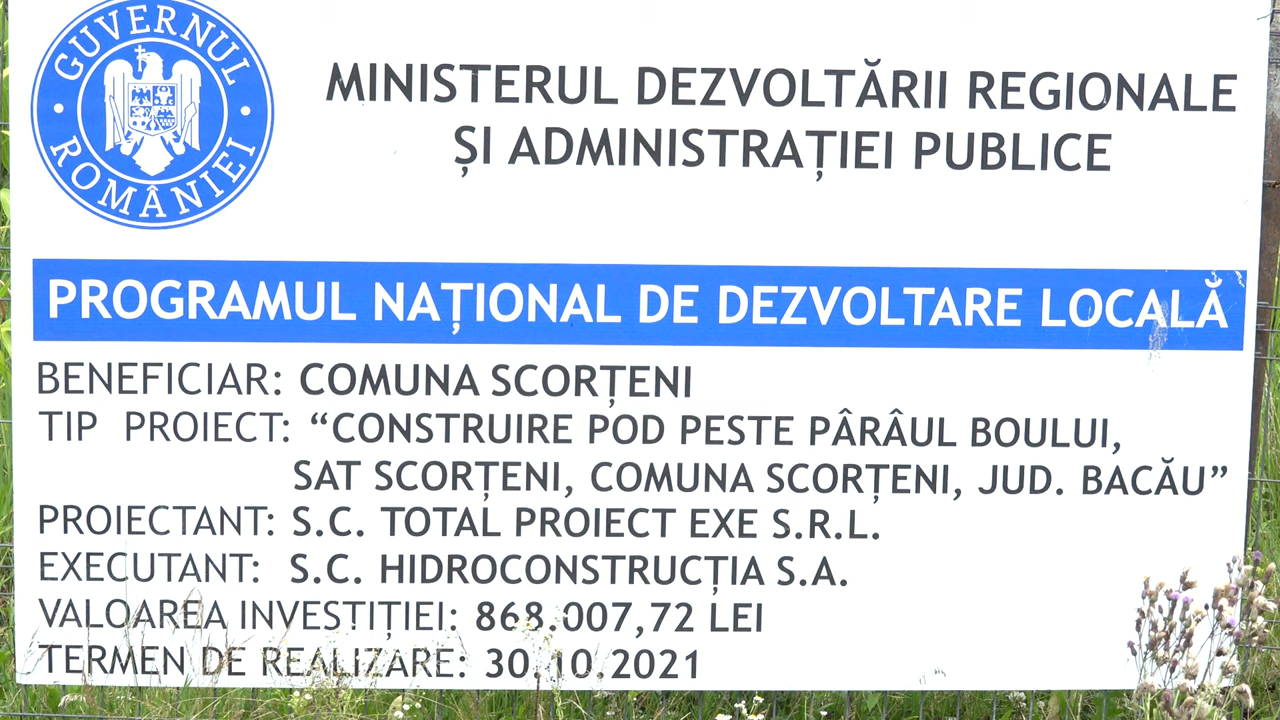 GUVERNUL ROMÂNIEI
MINISTERUL DEZVOLTĂRII REGIONALE
ȘI ADMINISTRAȚIEI PUBLICE
PROGRAMUL NAȚIONAL DE DEZVOLTARE LOCALĂ
BENEFICIAR: COMUNA SCORȚENI
TIP PROIECT: “CONSTRUIRE POD PESTE PÂRÂUL BOULUI,
SAT SCORȚENI, COMUNA SCORȚENI, JUD. BACĂU”
PROIECTANT: S.C. TOTAL PROIECT EXE S.R.L.
EXECUTANT: S.C. HIDROCONSTRUCȚIA S.A.
VALOAREA INVESTIȚIEI: 868.007,72 LEI
TERMEN DE REALIZARE: 30.10.2021